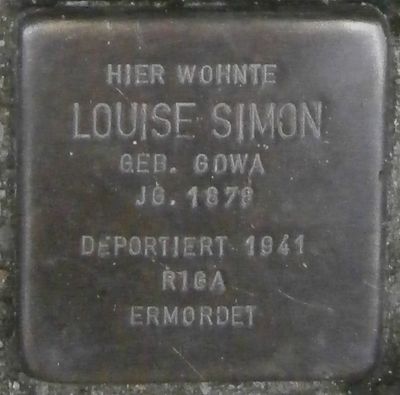 HIER WOHNTE
LOUISE SIMON
GEB. GOWA
JG. 1879
DEPORTIERT 1941
RIGA
ERMORDET